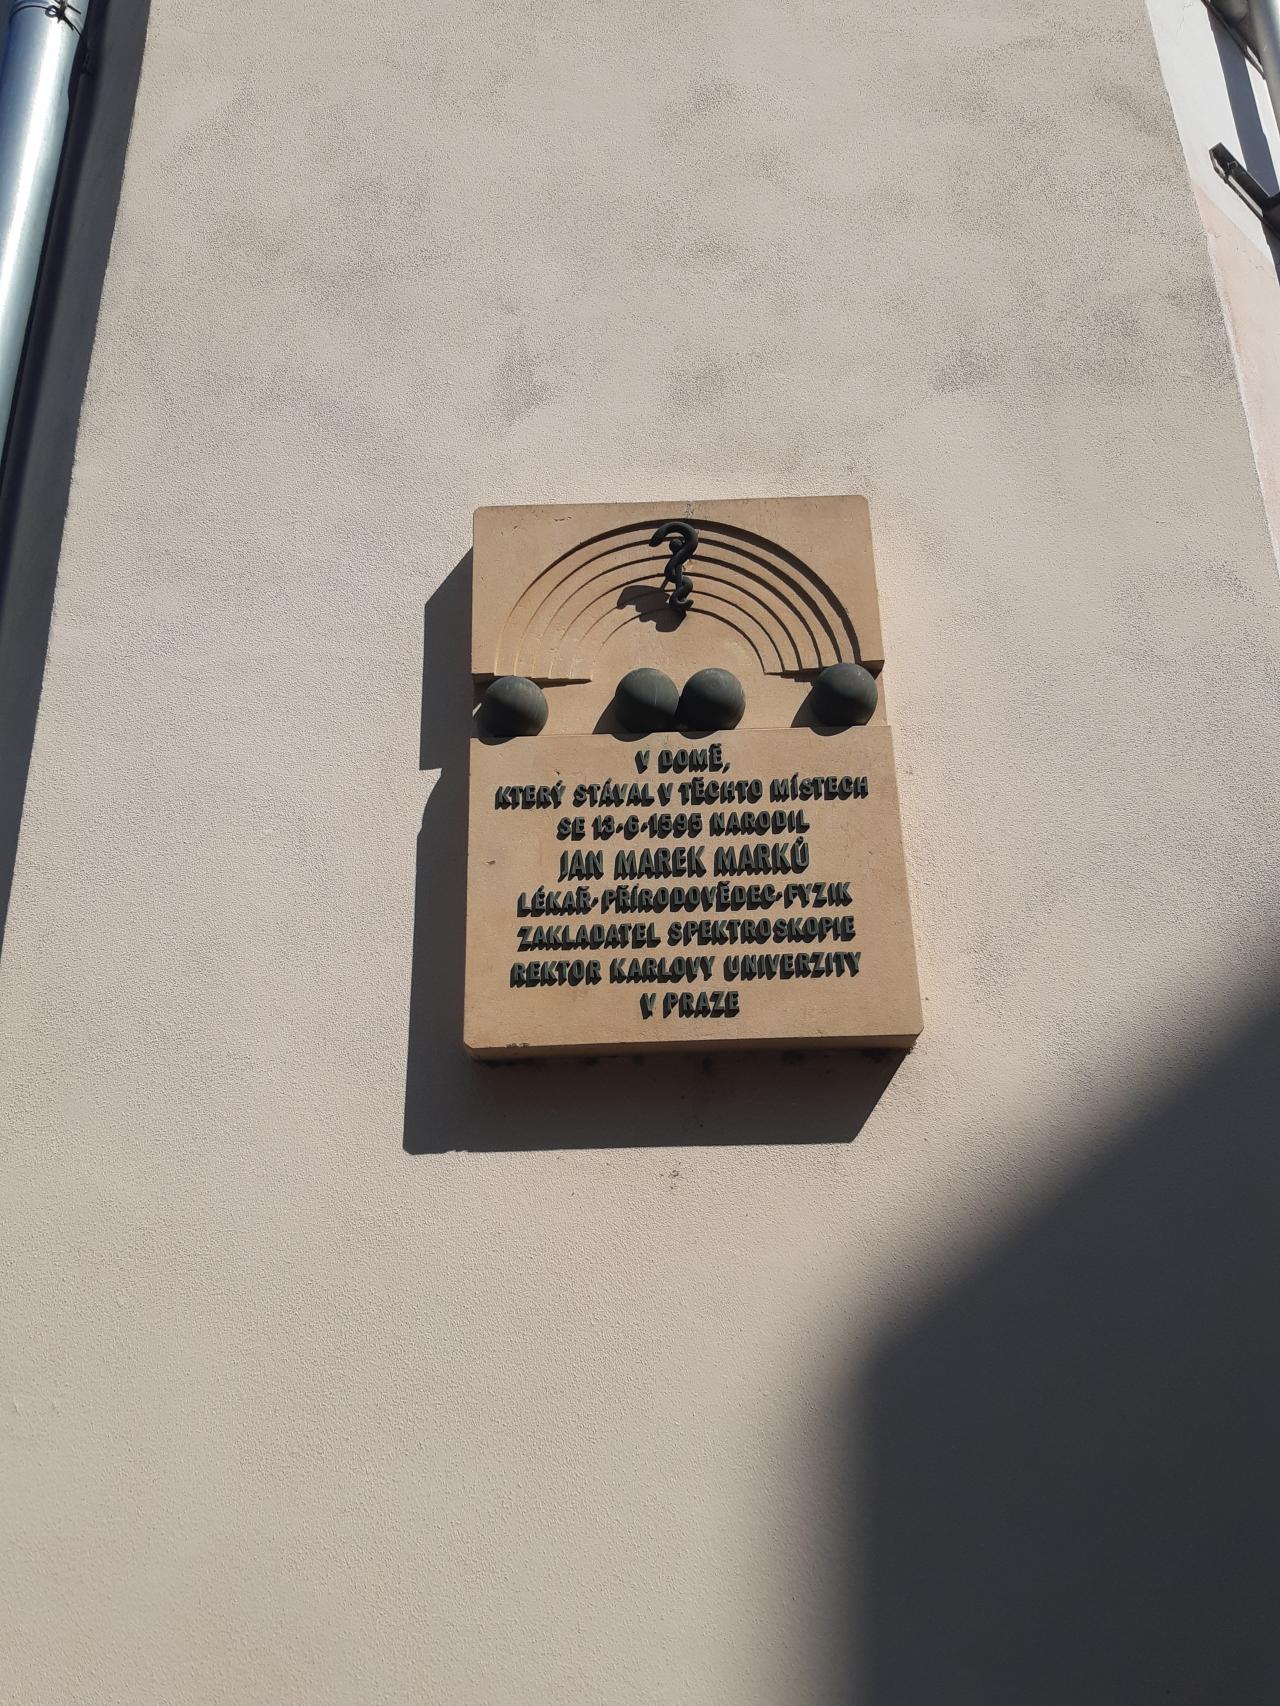 V DOMĚ,
KTERÝ STÁVAL V TĚCHTO MÍSTECH
SE 13·6·1595 NARODIL
JAN MAREK MARKŮ
LÉKAŘ·PŘÍRODOVĚDEC·FYZIK
ZAKLADATEL SPEKTROSKOPIE
REKTOR KARLOVY UNIVERZITY
V PRAZE